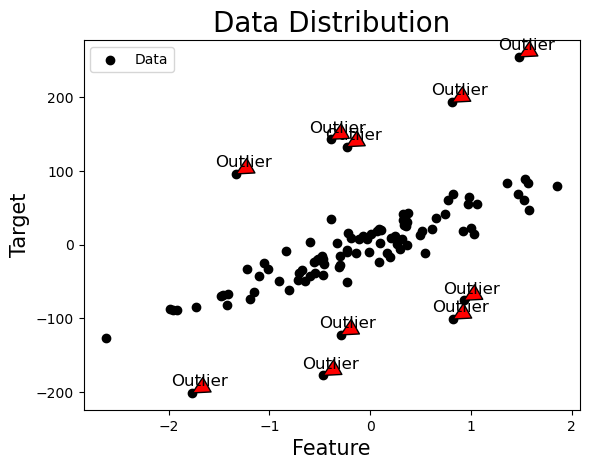 Data Distribution
Data
Outlier
Outlier
Outlier
Outlier
Outlier
Outlier
Outlier
Outlier
Outlier
Outlier
200
100
0
−100
−200
Target
−2
−1
0
1
2
Feature